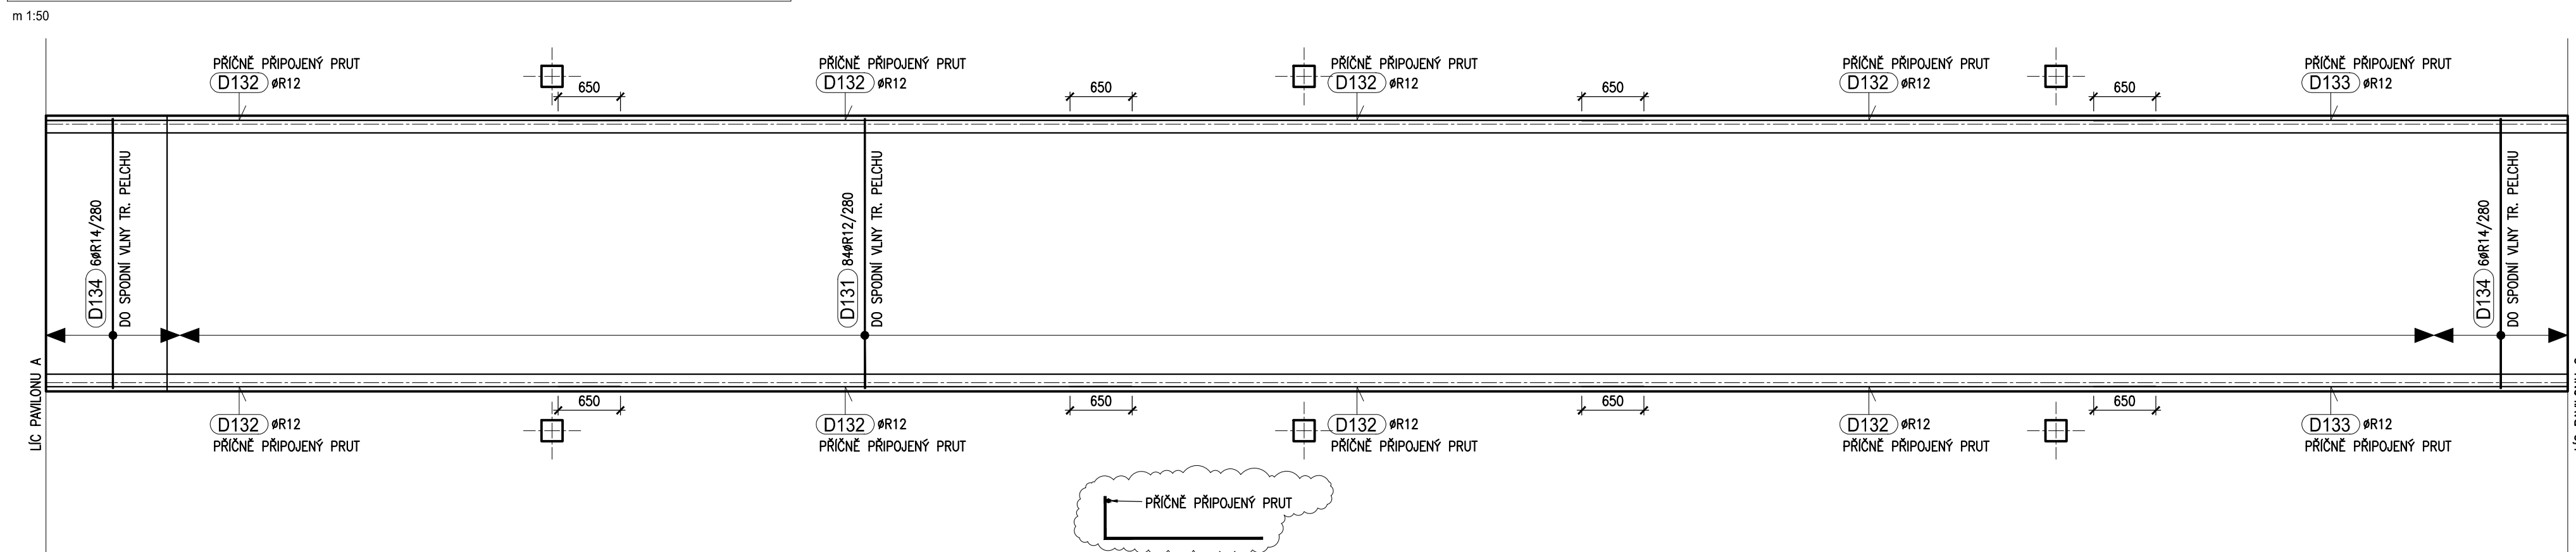 m 1:50
PŘÍČNĚ PŘIPOJENÝ PRUT
D132 øR12
650
PŘÍČNĚ PŘIPOJENÝ PRUT
D132 øR12
650
PŘÍČNĚ PŘIPOJENÝ PRUT
D132 øR12
650
PŘÍČNĚ PŘIPOJENÝ PRUT
D132 øR12
650
PŘÍČNĚ PŘIPOJENÝ PRUT
D133 øR12
D134 6øR14/280
DO SPODNÍ VLNY TR. PELCHU
D131 84øR12/280
DO SPODNÍ VLNY TR. PELCHU
D134 6øR14/280
DO SPODNÍ VLNY TR. PELCHU
LÍC PAVILONU A
D132 øR12
PŘÍČNĚ PŘIPOJENÝ PRUT
650
D132 øR12
PŘÍČNĚ PŘIPOJENÝ PRUT
650
D132 øR12
PŘÍČNĚ PŘIPOJENÝ PRUT
650
D132 øR12
PŘÍČNĚ PŘIPOJENÝ PRUT
650
D133 øR12
PŘÍČNĚ PŘIPOJENÝ PRUT
PŘÍČNĚ PŘIPOJENÝ PRUT